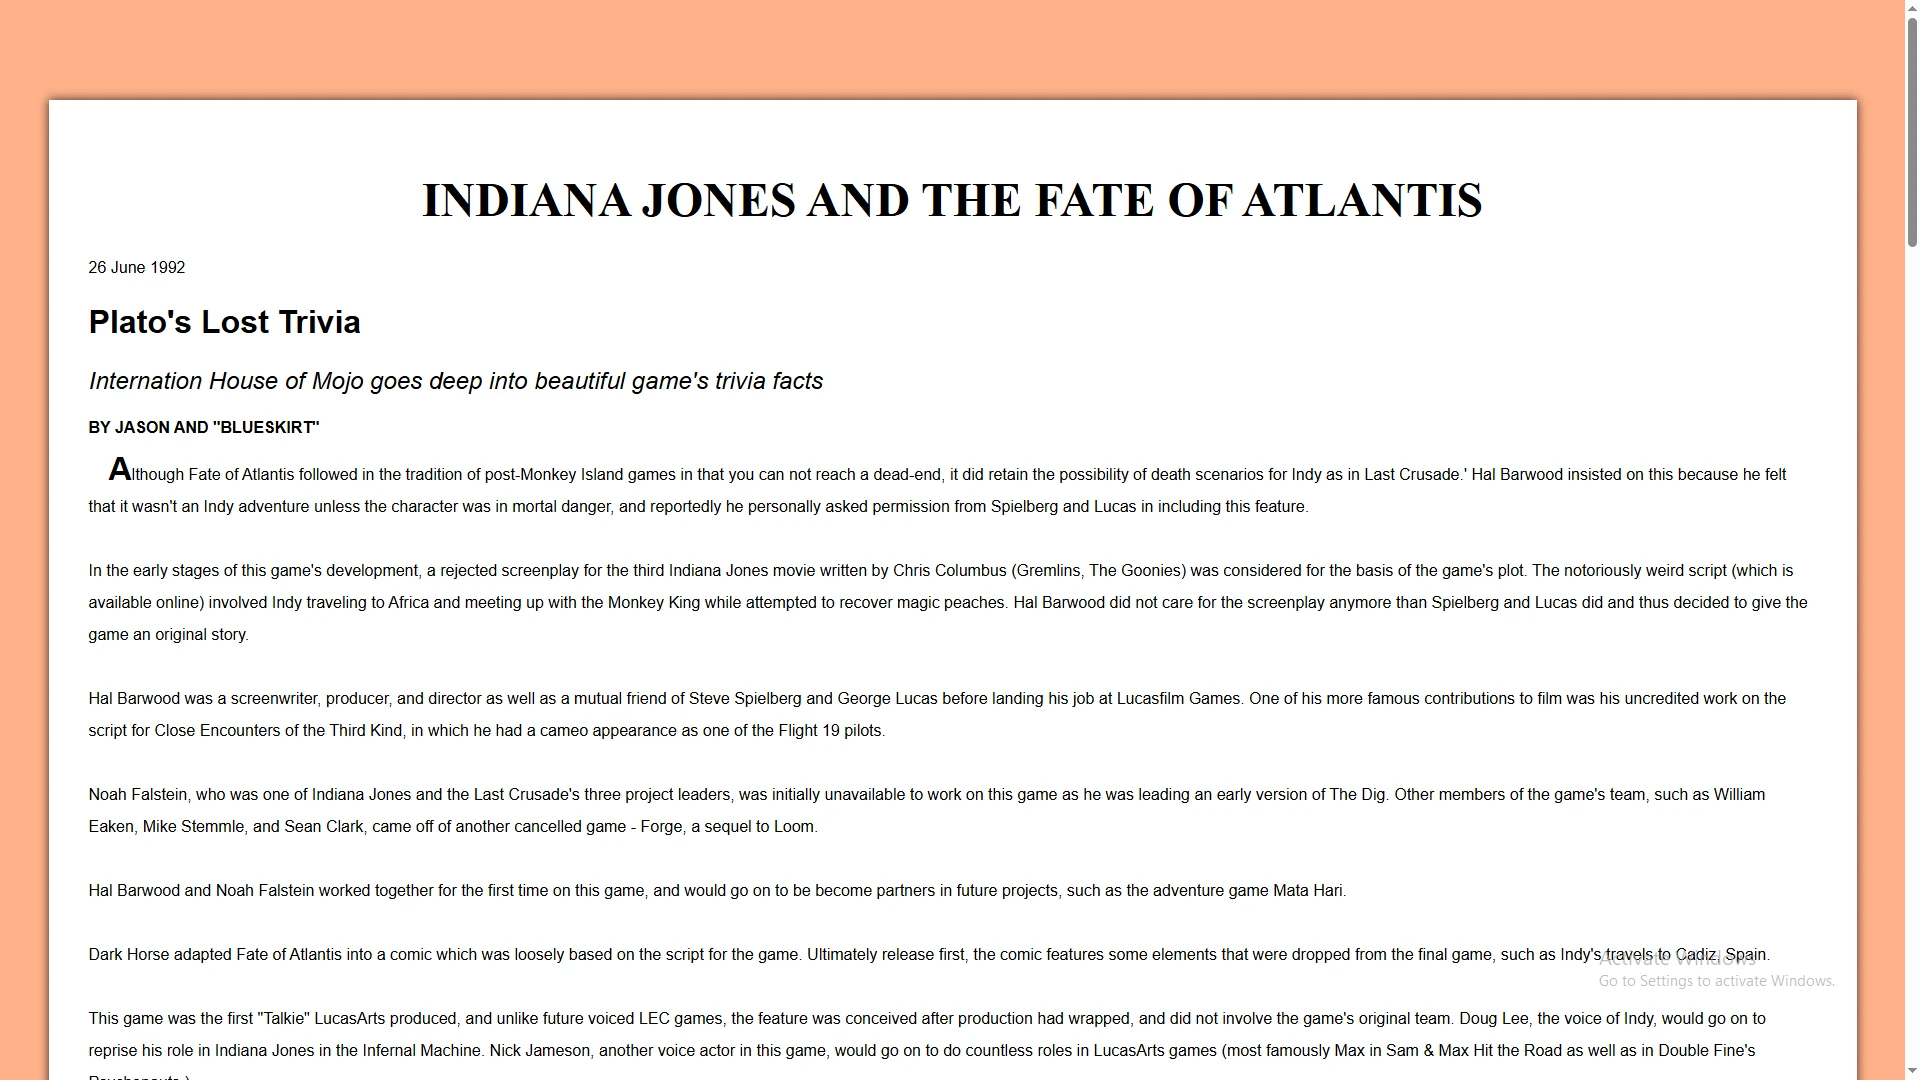 INDIANA JONES AND THE FATE OF ATLANTIS
26 June 1992
Plato's Lost Trivia
Internation House of Mojo goes deep into beautiful game's trivia facts
BY JASON AND "BLUESKIRT"
Although Fate of Atlantis followed in the tradition of post-Monkey Island games in that you can not reach a dead-end, it did retain the possibility of death scenarios for Indy as in Last Crusade.' Hal Barwood insisted on this because he felt
that it wasn't an Indy adventure unless the character was in mortal danger, and reportedly he personally asked permission from Spielberg and Lucas in including this feature.
In the early stages of this game's development, a rejected screenplay for the third Indiana Jones movie written by Chris Columbus (Gremlins, The Goonies) was considered for the basis of the game's plot. The notoriously weird script (which is
available online) involved Indy traveling to Africa and meeting up with the Monkey King while attempted to recover magic peaches. Hal Barwood did not care for the screenplay anymore than Spielberg and Lucas did and thus decided to give the
game an original story.
Hal Barwood was a screenwriter, producer, and director as well as a mutual friend of Steve Spielberg and George Lucas before landing his job at Lucasfilm Games. One of his more famous contributions to film was his uncredited work on the
script for Close Encounters of the Third Kind, in which he had a cameo appearance as one of the Flight 19 pilots.
Noah Falstein, who was one of Indiana Jones and the Last Crusade's three project leaders, was initially unavailable to work on this game as he was leading an early version of The Dig. Other members of the game's team, such as William
Eaken, Mike Stemmle, and Sean Clark, came off of another cancelled game - Forge, a sequel to Loom.
Hal Barwood and Noah Falstein worked together for the first time on this game, and would go on to be become partners in future projects, such as the adventure game Mata Hari.
Dark Horse adapted Fate of Atlantis into a comic which was loosely based on the script for the game. Ultimately release first, the comic features some elements that were dropped from the final game, such as Indy's travels to Cadiz, Spain.
Activate Windows
Go to Settings to activate Windows.
This game was the first "Talkie" LucasArts produced, and unlike future voiced LEC games, the feature was conceived after production had wrapped, and did not involve the game's original team. Doug Lee, the voice of Indy, would go on to
reprise his role in Indiana Jones in the Infernal Machine. Nick Jameson, another voice actor in this game, would go on to do countless roles in LucasArts games (most famously Max in Sam & Max Hit the Road as well as in Double Fine's